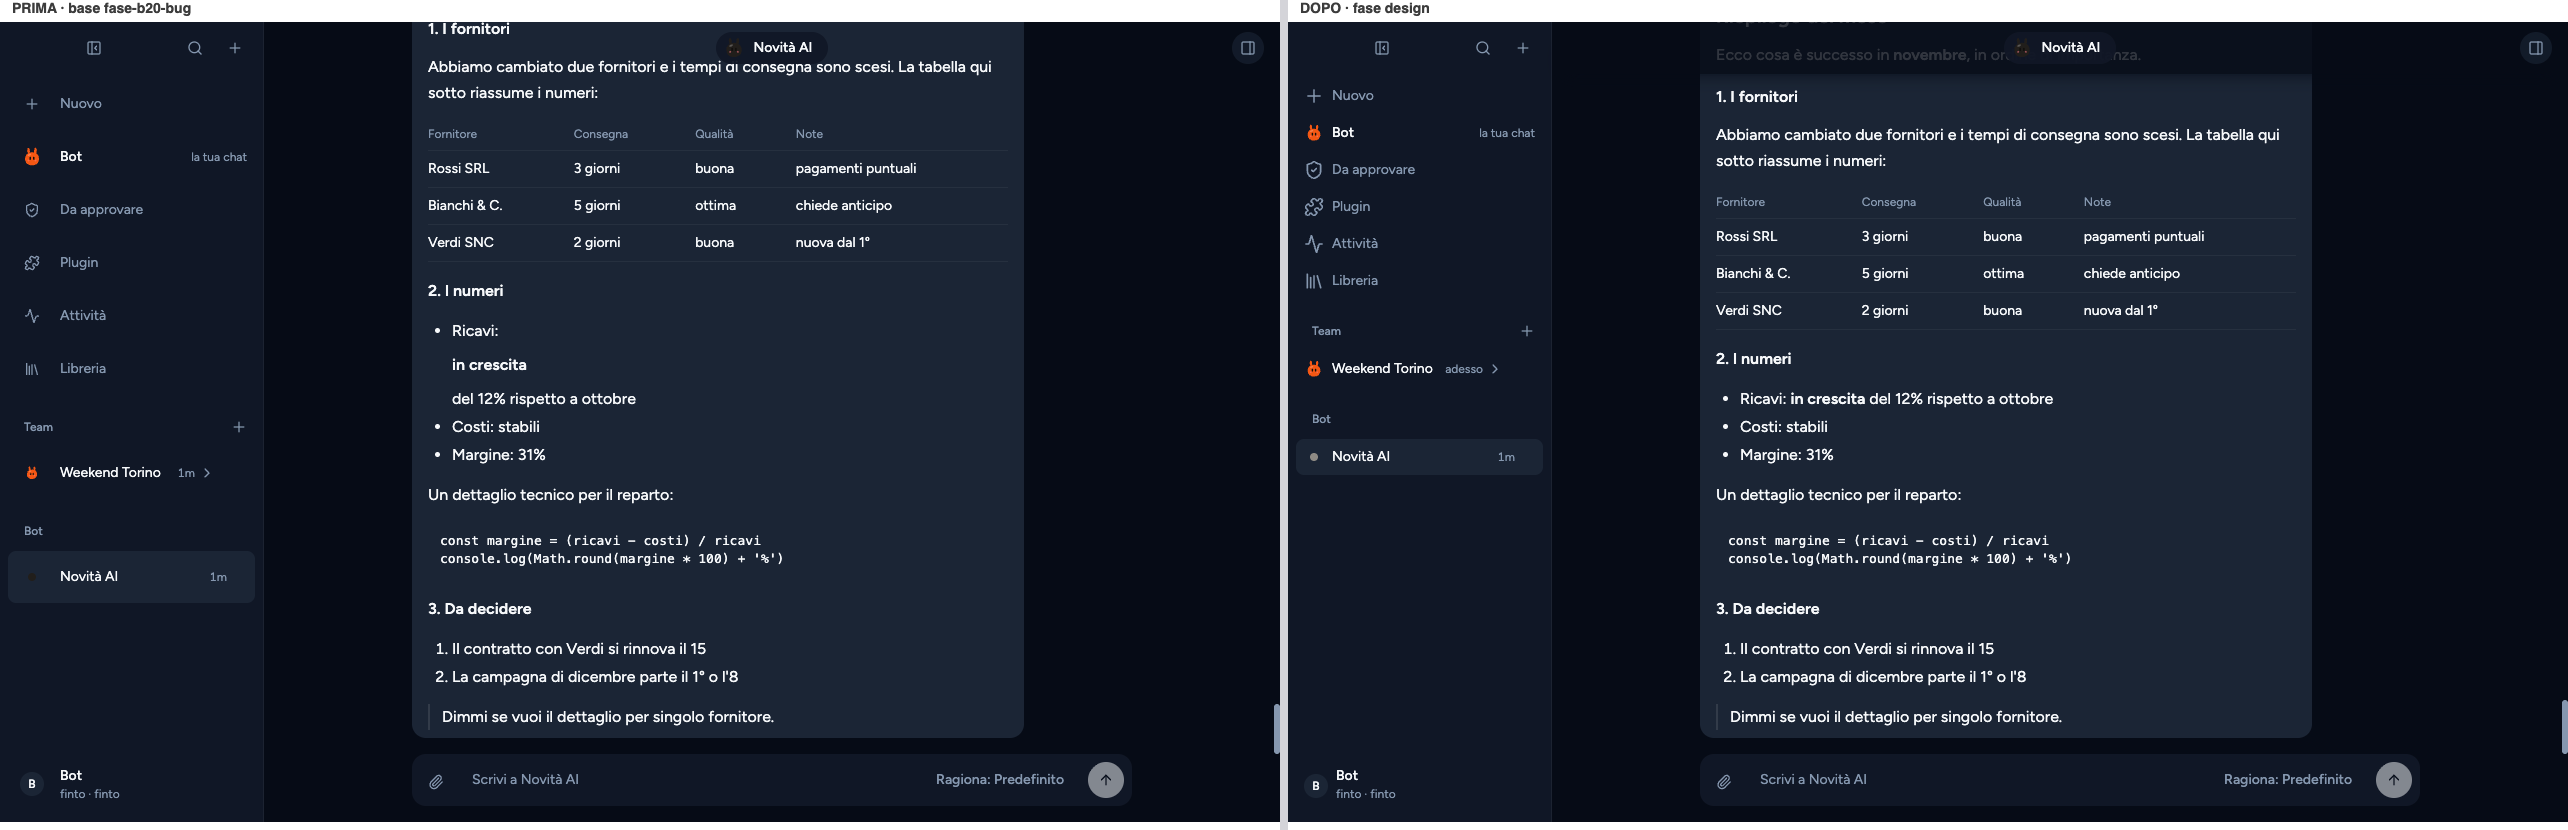 PRIMA · base fase-b20-bug
Nuovo
Bot la tua chat
Da approvare
Plugin
Attività
Libreria
Team
Weekend Torino 1m
Bot
Novità AI 1m
B Bot
finto · finto
Novità AI
1. I fornitori
Abbiamo cambiato due fornitori e i tempi di consegna sono scesi. La tabella qui
sotto riassume i numeri:
Fornitore Consegna Qualità Note
Rossi SRL 3 giorni buona pagamenti puntuali
Bianchi & C. 5 giorni ottima chiede anticipo
Verdi SNC 2 giorni buona nuova dal 1°
2. I numeri
• Ricavi:
in crescita
del 12% rispetto a ottobre
• Costi: stabili
• Margine: 31%
Un dettaglio tecnico per il reparto:
const margine = (ricavi - costi) / ricavi
console.log(Math.round(margine * 100) + '%')
3. Da decidere
1. Il contratto con Verdi si rinnova il 15
2. La campagna di dicembre parte il 1° o l'8
Dimmi se vuoi il dettaglio per singolo fornitore.
Scrivi a Novità AI Ragiona: Predefinito
DOPO · fase design
Nuovo
Bot la tua chat
Da approvare
Plugin
Attività
Libreria
Team
Weekend Torino adesso
Bot
Novità AI 1m
B Bot
finto · finto
Novità AI
Ecco cosa è successo in novembre, in
1. I fornitori
Abbiamo cambiato due fornitori e i tempi di consegna sono scesi. La tabella qui
sotto riassume i numeri:
Fornitore Consegna Qualità Note
Rossi SRL 3 giorni buona pagamenti puntuali
Bianchi & C. 5 giorni ottima chiede anticipo
Verdi SNC 2 giorni buona nuova dal 1°
2. I numeri
• Ricavi: in crescita del 12% rispetto a ottobre
• Costi: stabili
• Margine: 31%
Un dettaglio tecnico per il reparto:
const margine = (ricavi - costi) / ricavi
console.log(Math.round(margine * 100) + '%')
3. Da decidere
1. Il contratto con Verdi si rinnova il 15
2. La campagna di dicembre parte il 1° o l'8
Dimmi se vuoi il dettaglio per singolo fornitore.
Scrivi a Novità AI Ragiona: Predefinito